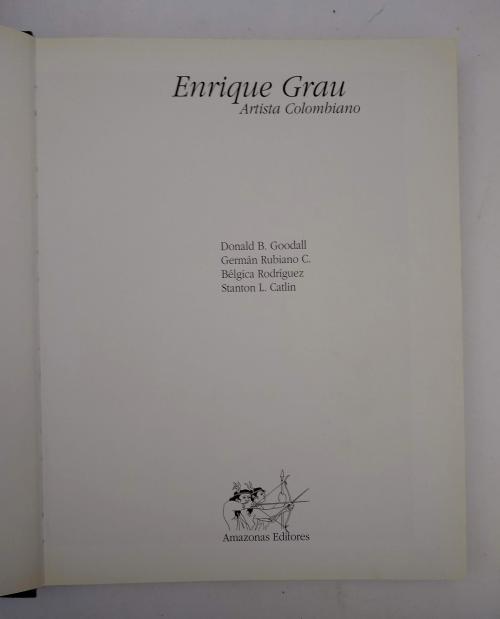 Enrique Grau
Artista Colombiano
Donald B. Goodall
Germán Rubiano C.
Bélgica Rodríguez
Stanton L. Catlin
Amazonas Editores